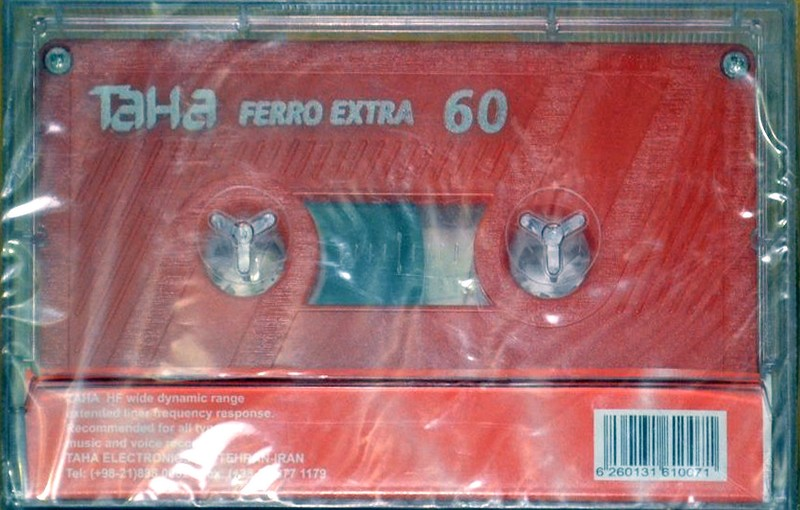 TaHa FERRO EXTRA 60
TAHA HF wide dynamic range
extended frequency response.
Recommended for all
music and voice
TAHA ELECTRONIC TEHRAN-IRAN
Tel: (+98-21) 1179
6 260131 610071